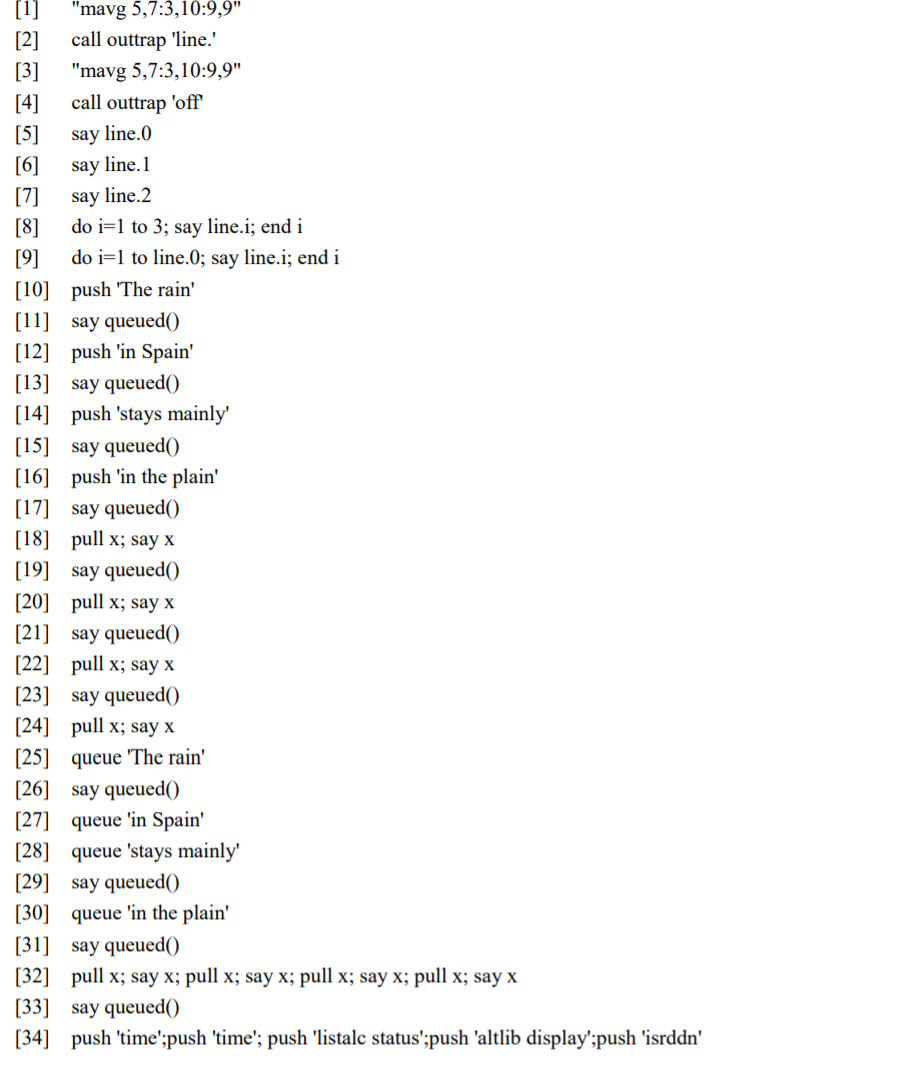 [1] "mavg 5,7:3,10:9,9"
[2] call outtrap 'line.'
[3] "mavg 5,7:3,10:9,9"
[4] call outtrap 'off'
[5] say line.0
[6] say line.1
[7] say line.2
[8] do i=1 to 3; say line.i; end i
[9] do i=1 to line.0; say line.i; end i
[10] push 'The rain'
[11] say queued()
[12] push 'in Spain'
[13] say queued()
[14] push 'stays mainly'
[15] say queued()
[16] push 'in the plain'
[17] say queued()
[18] pull x; say x
[19] say queued()
[20] pull x; say x
[21] say queued()
[22] pull x; say x
[23] say queued()
[24] pull x; say x
[25] queue 'The rain'
[26] say queued()
[27] queue 'in Spain'
[28] queue 'stays mainly'
[29] say queued()
[30] queue 'in the plain'
[31] say queued()
[32] pull x; say x; pull x; say x; pull x; say x; pull x; say x
[33] say queued()
[34] push 'time';push 'time'; push 'listalc status';push 'altlib display';push 'isrddn'